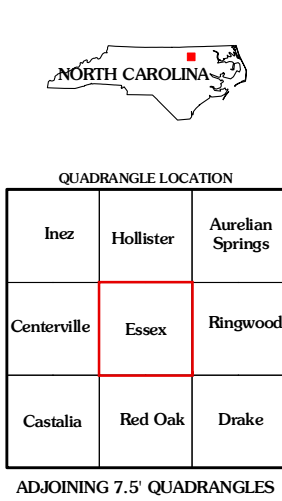 NORTH CAROLINA
QUADRANGLE LOCATION
Inez
Hollister
Aurelian
Springs
Centerville
Essex
Ringwood
Castalia
Red Oak
Drake
ADJOINING 7.5' QUADRANGLES